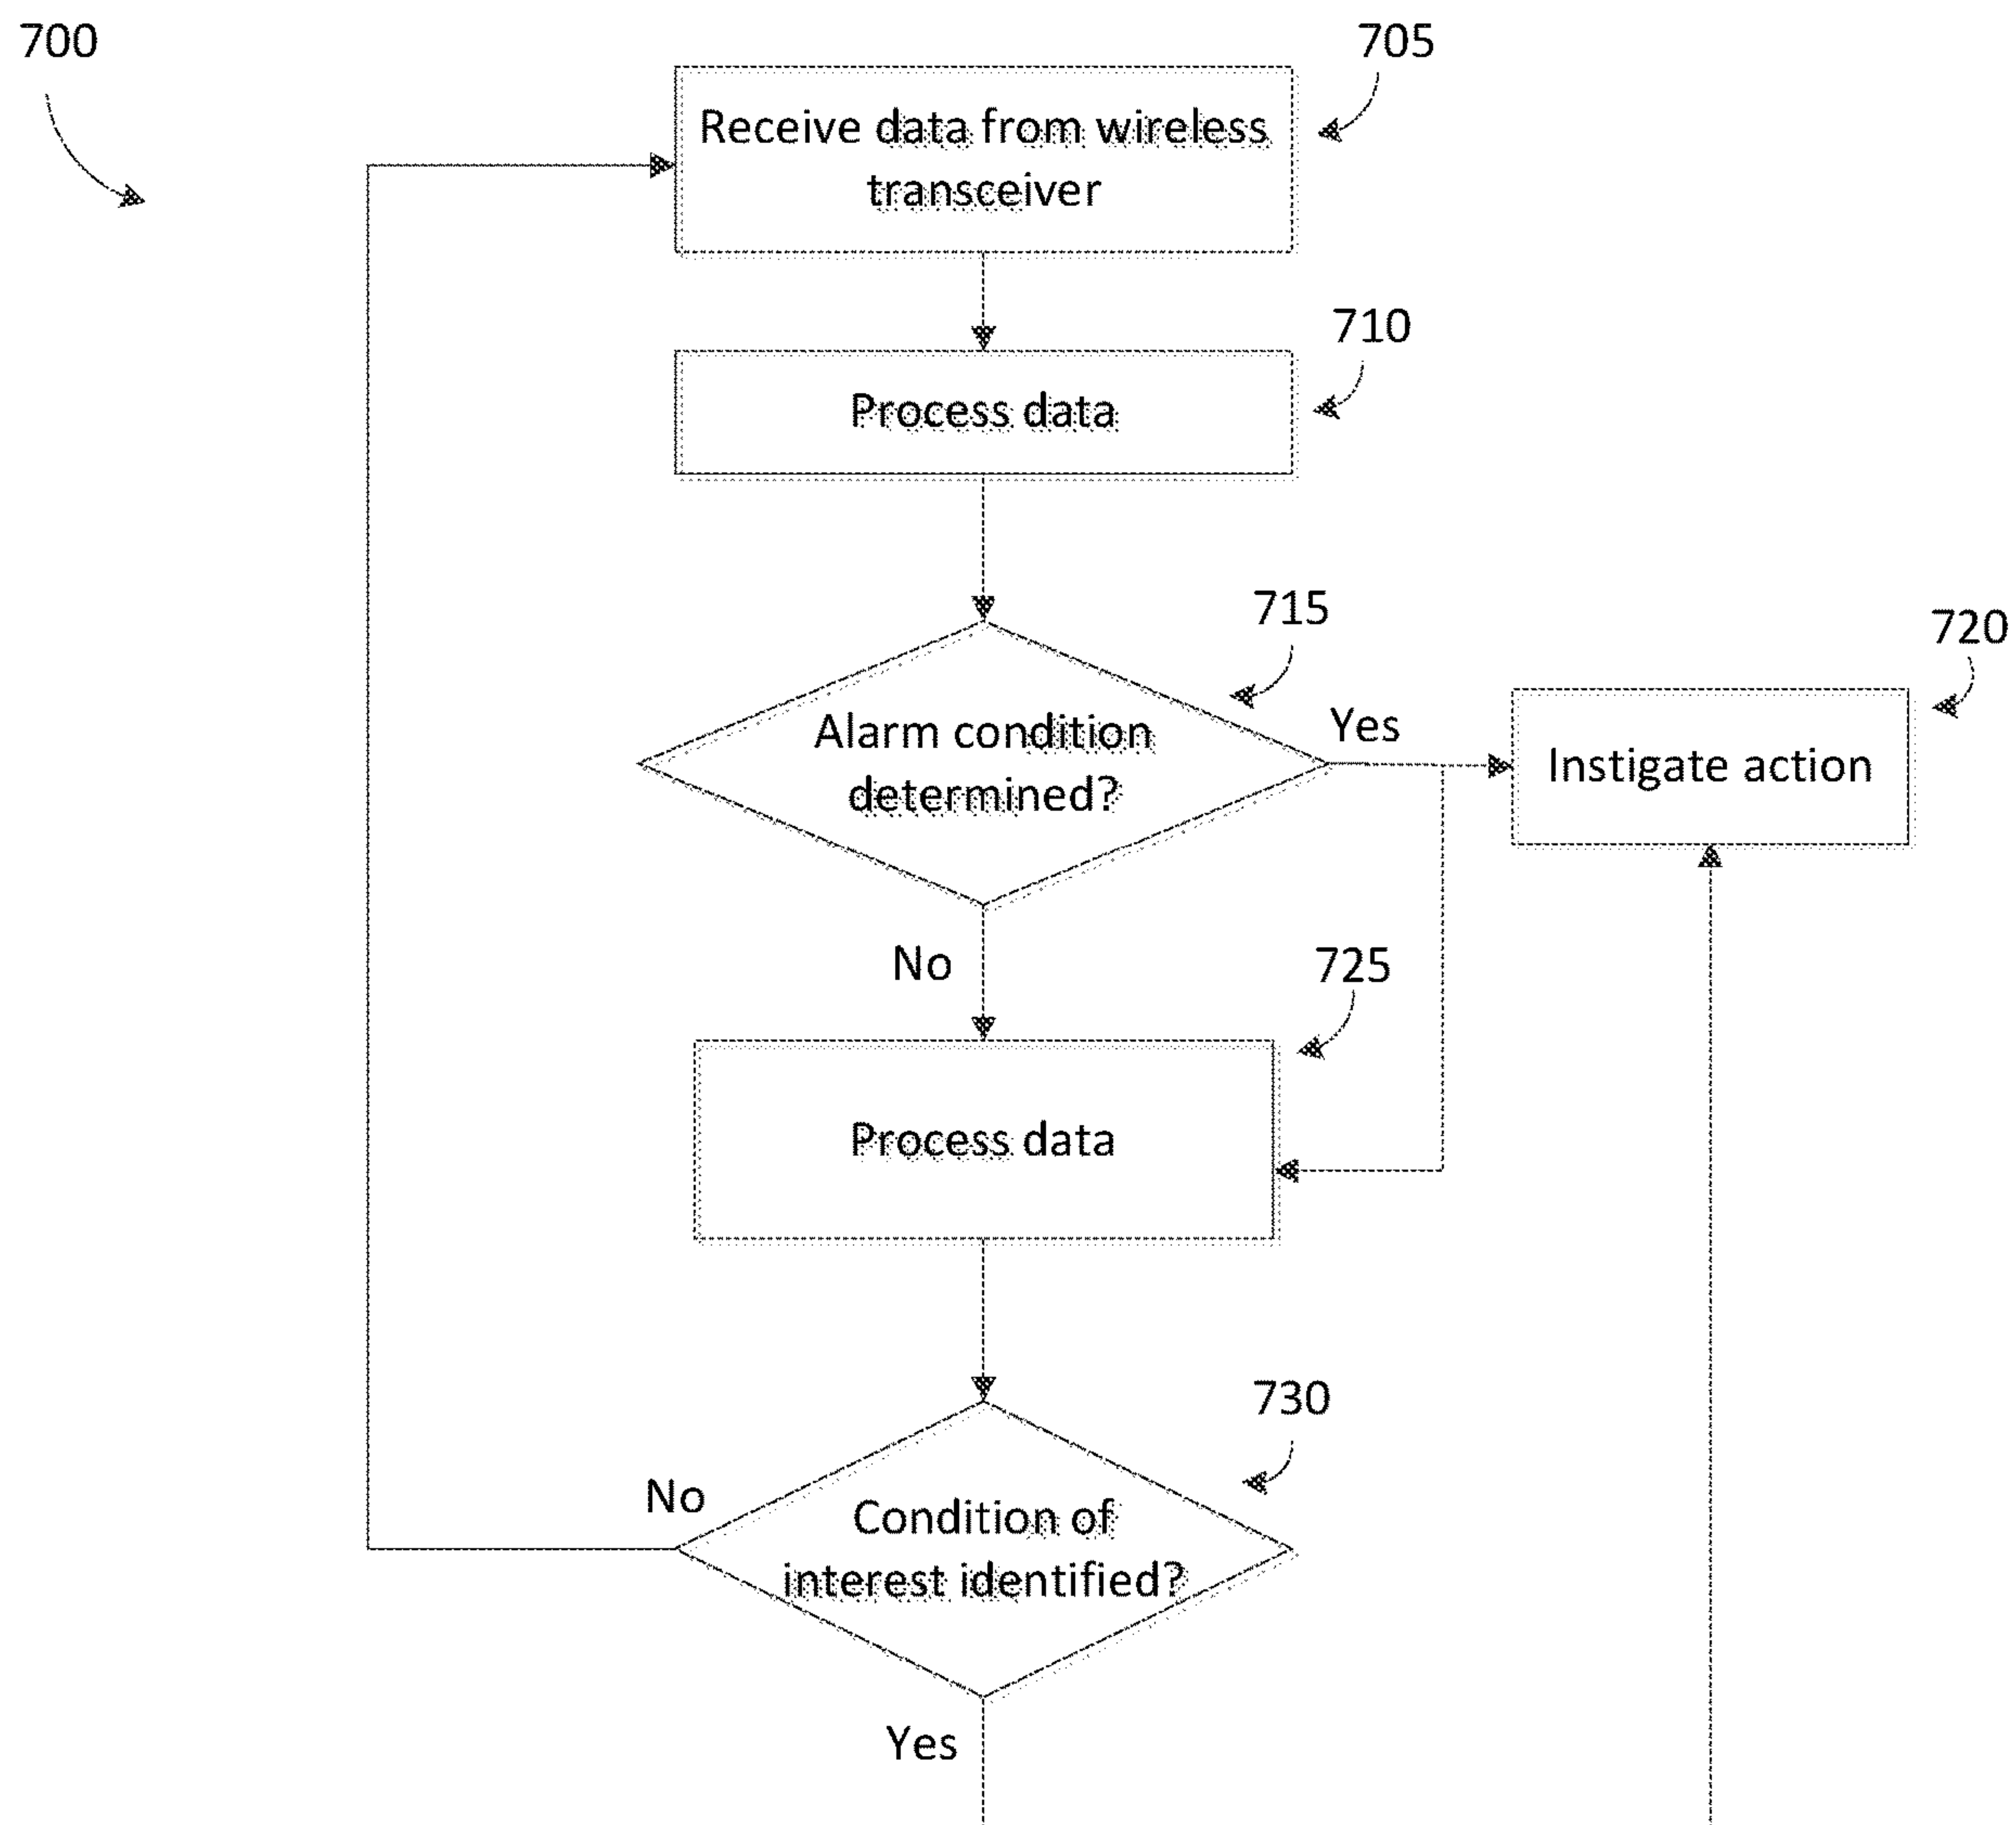 700
705
Receive data from wireless
transceiver
710
Process data
715
720
Alarm condition
determined?
Yes
Instigate action
No
725
Process data
730
No
Condition of
interest identified?
Yes